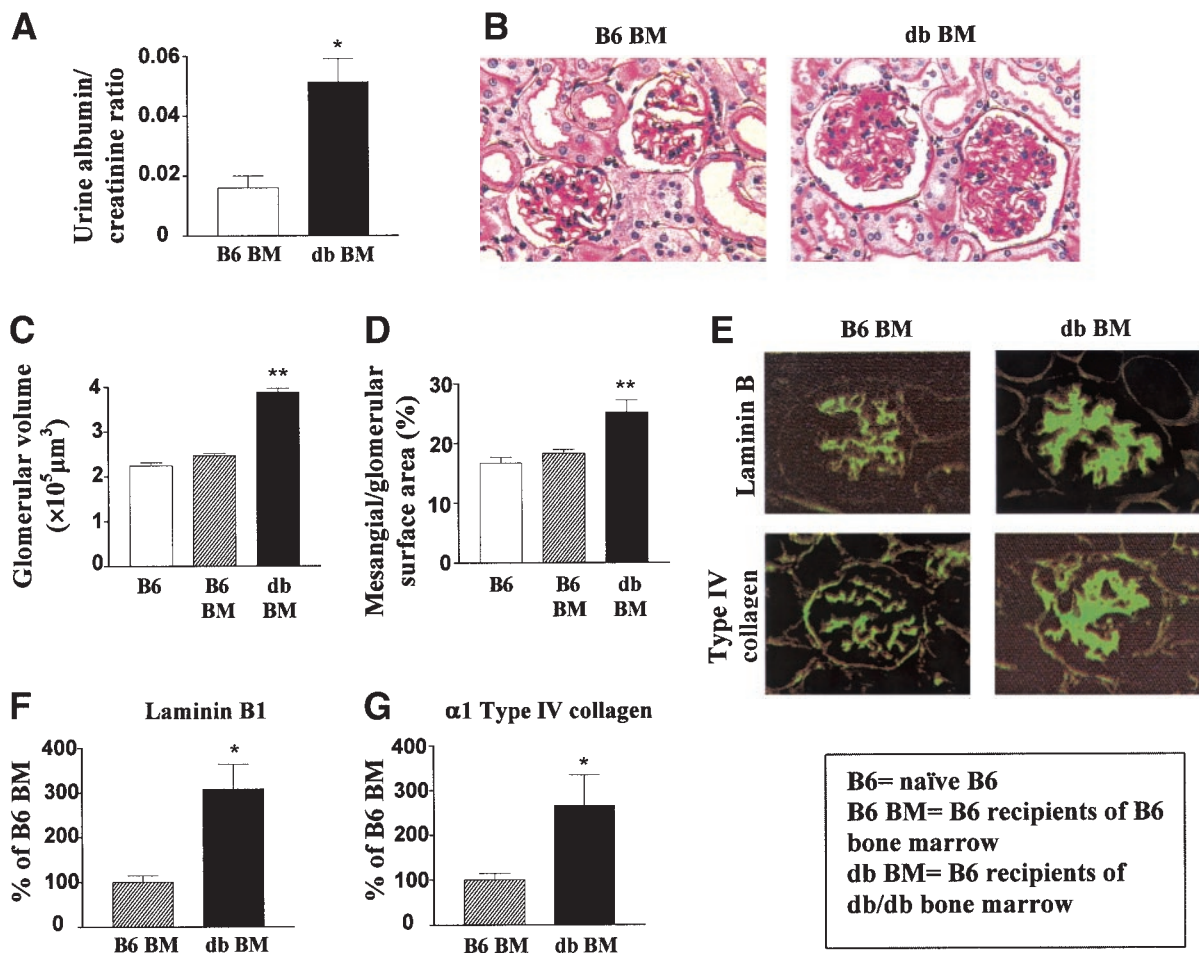 A
Urine albumin/
creatinine ratio
0.06
0.04
0.02
0
*
B6 BM
db BM
B
B6 BM
db BM
C
Glomerular volume
(×10⁵μm³)
4
3
2
1
0
**
B6
B6
BM
db
BM
D
Mesangial/glomerular
surface area (%)
30
20
10
0
**
B6
B6
BM
db
BM
E
B6 BM
db BM
Laminin B
Type IV
collagen
F
Laminin B1
% of B6 BM
400
300
200
100
0
*
B6 BM
db BM
G
α1 Type IV collagen
% of B6 BM
400
300
200
100
0
*
B6 BM
db BM
B6= naïve B6
B6 BM= B6 recipients of B6
bone marrow
db BM= B6 recipients of
db/db bone marrow